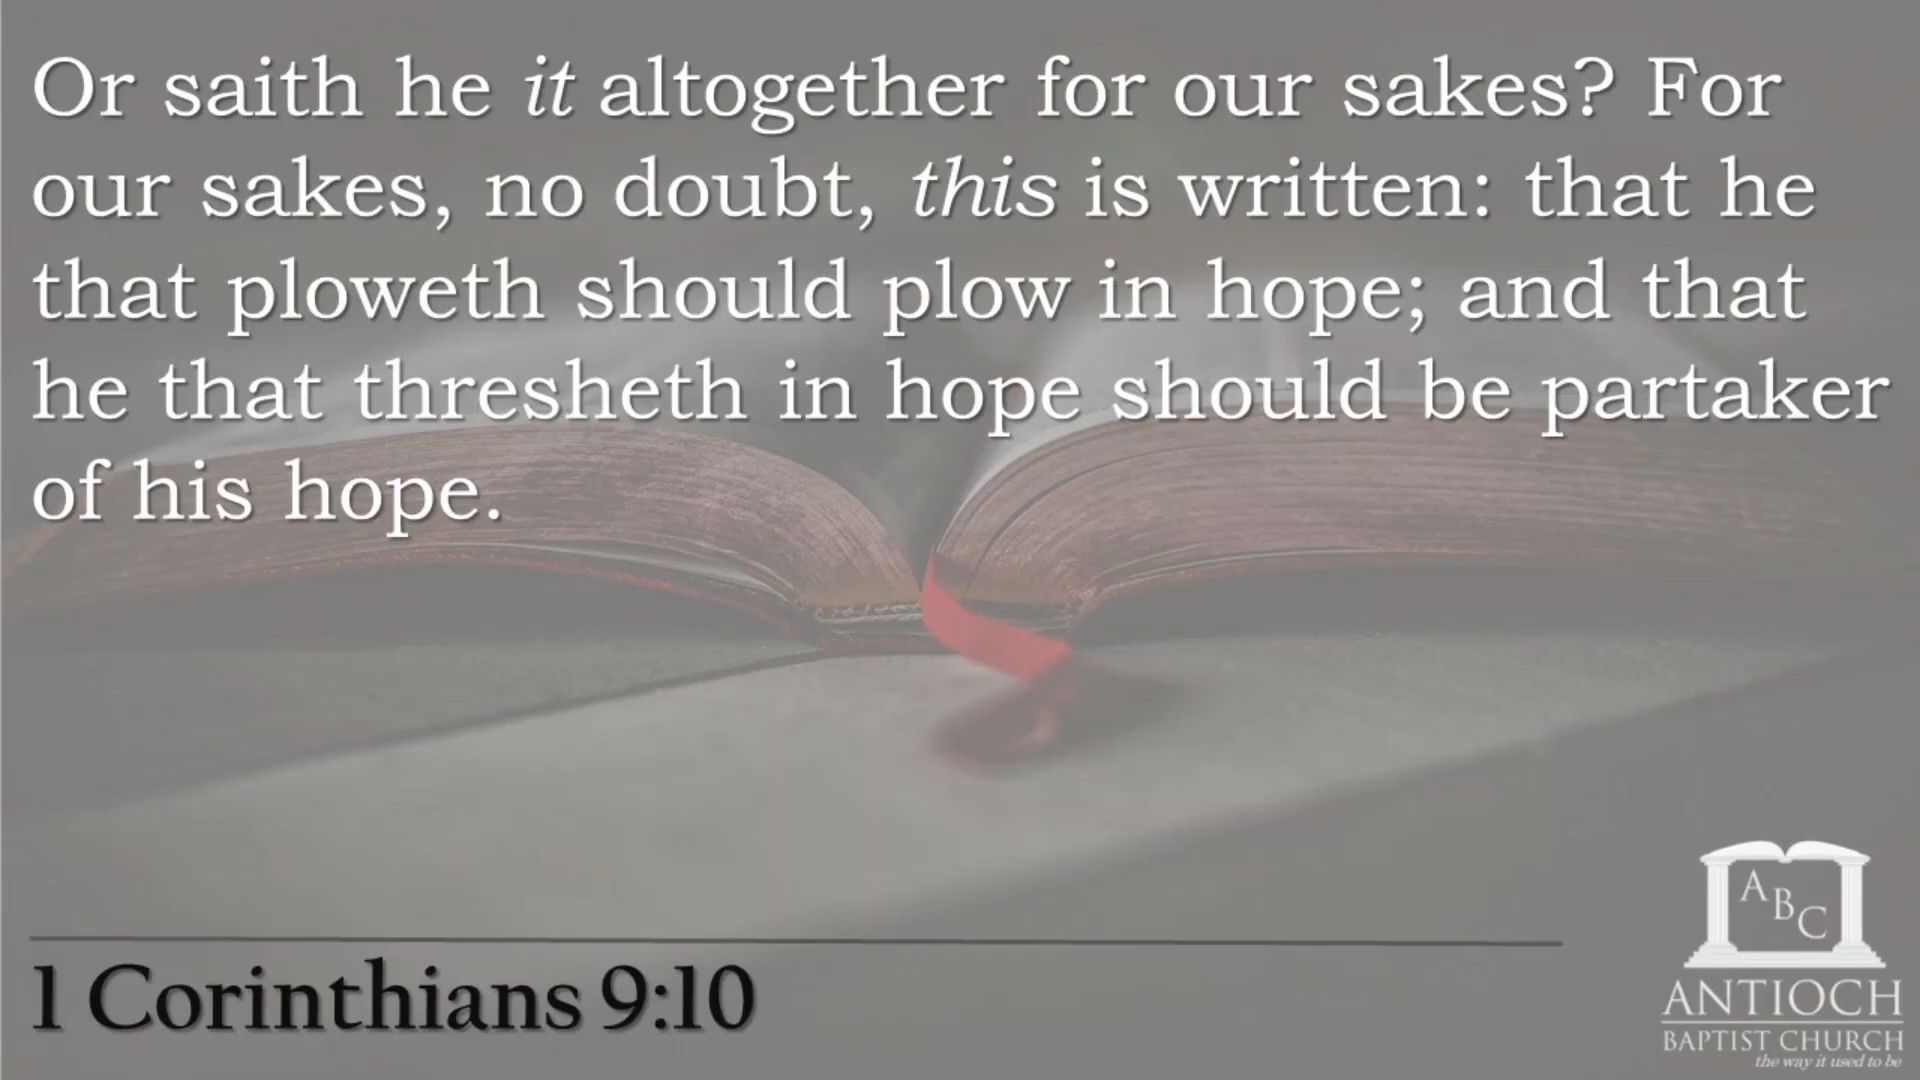 Or saith he it altogether for our sakes? For
our sakes, no doubt, this is written: that he
that ploweth should plow in hope; and that
he that thresheth in hope should be partaker
of his hope.
1 Corinthians 9:10
A
B
C
ANTIOCH
BAPTIST CHURCH
the way it used to be